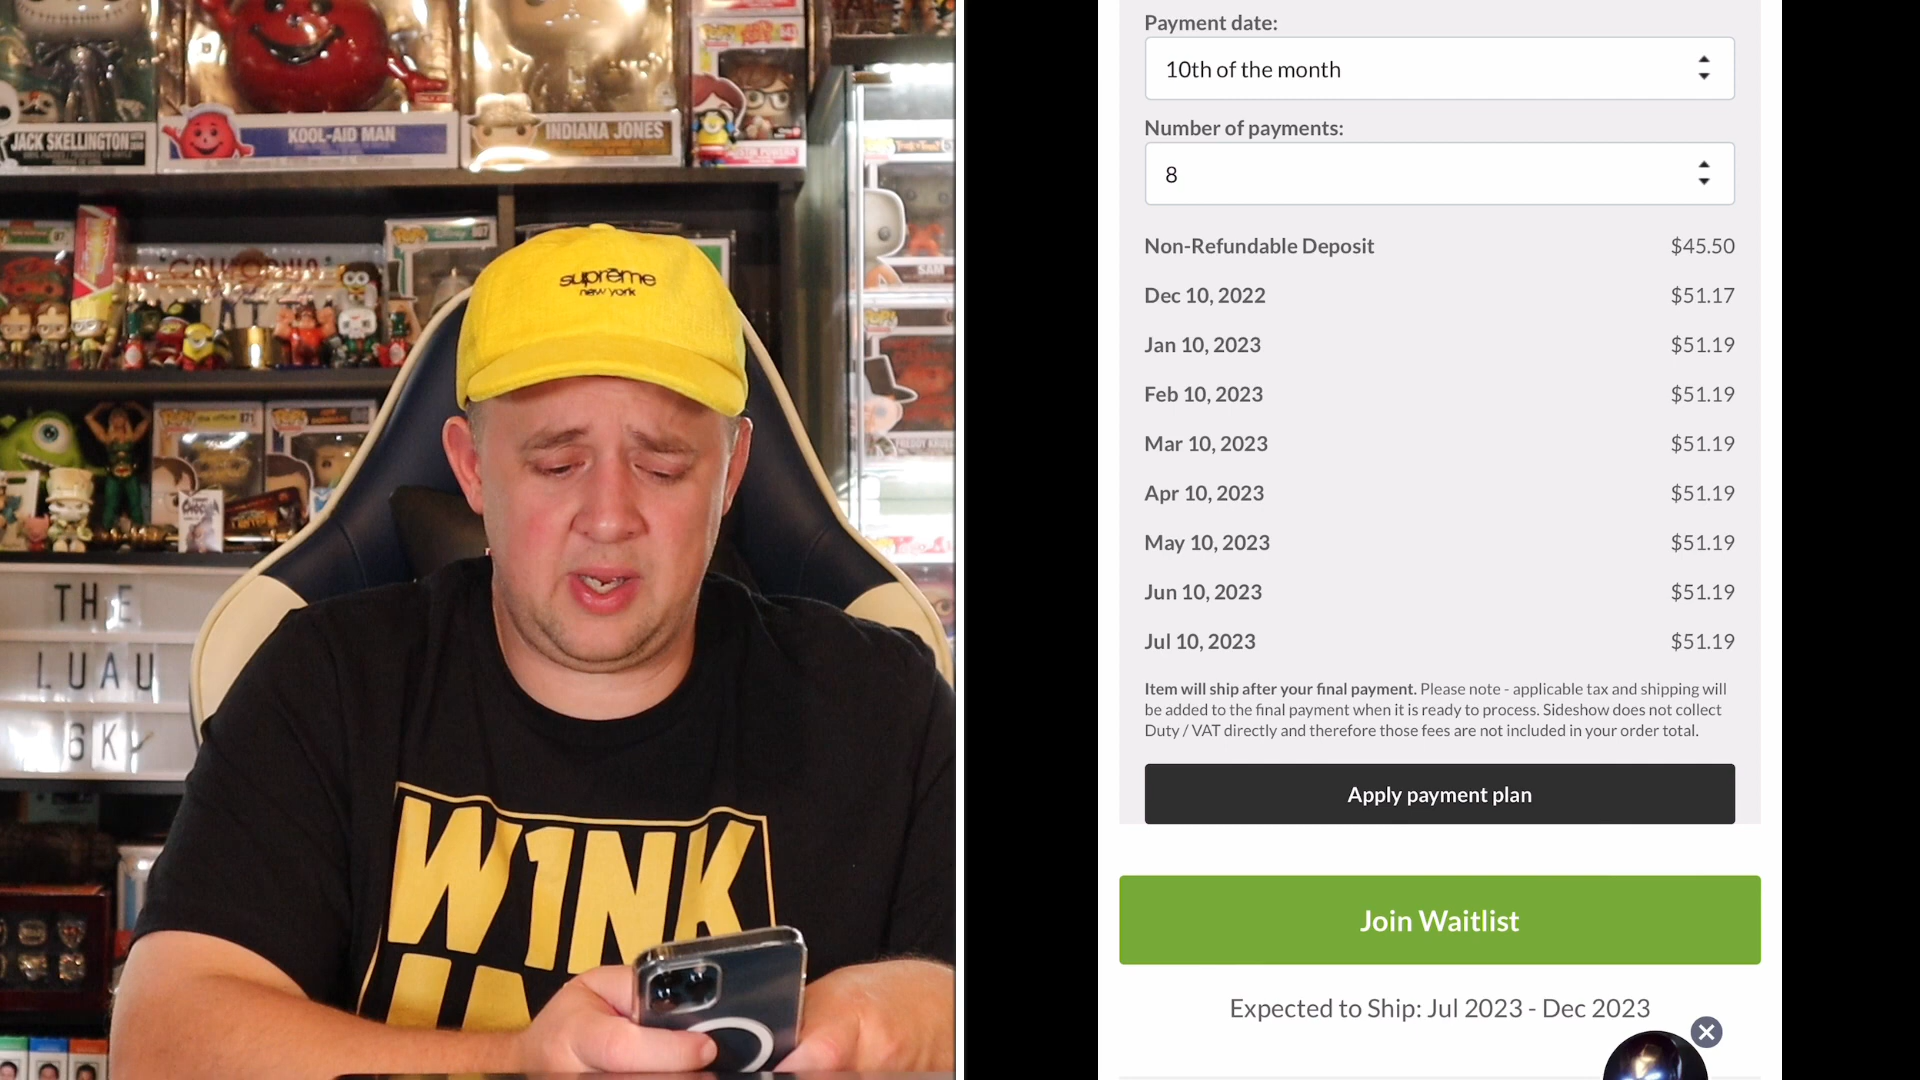 JACK SKELLINGTON
KOOL-AID MAN
INDIANA JONES
SAM
suprême
new york
THE
LUAU
6K
W1NK
Payment date:
10th of the month
Number of payments:
8
Non-Refundable Deposit $45.50
Dec 10, 2022 $51.17
Jan 10, 2023 $51.19
Feb 10, 2023 $51.19
Mar 10, 2023 $51.19
Apr 10, 2023 $51.19
May 10, 2023 $51.19
Jun 10, 2023 $51.19
Jul 10, 2023 $51.19
Item will ship after your final payment. Please note - applicable tax and shipping will
be added to the final payment when it is ready to process. Sideshow does not collect
Duty / VAT directly and therefore those fees are not included in your order total.
Apply payment plan
Join Waitlist
Expected to Ship: Jul 2023 - Dec 2023